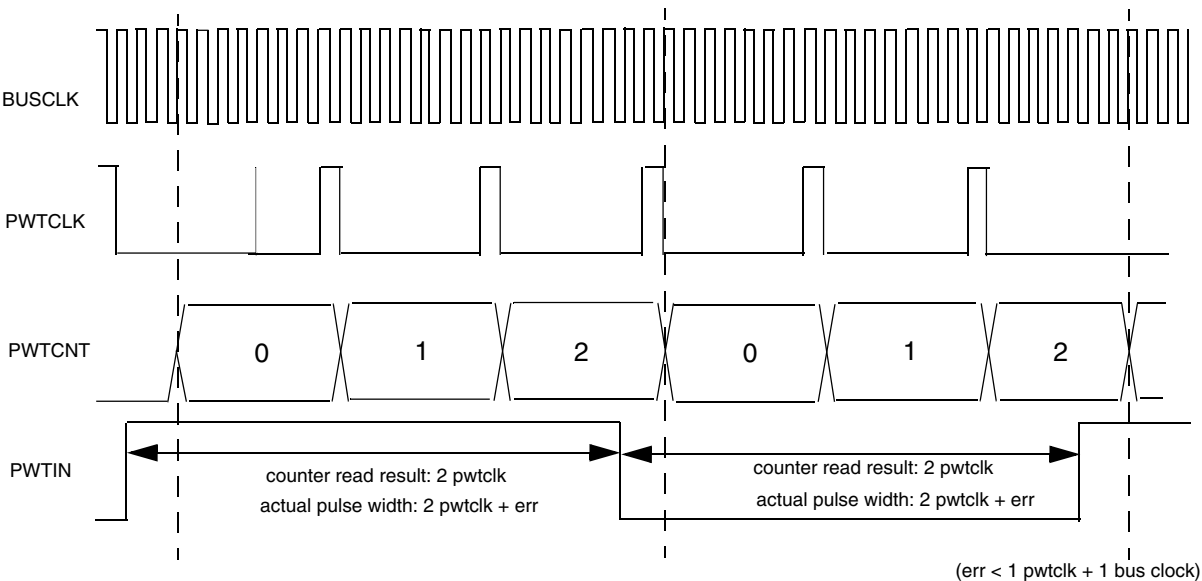 BUSCLK
PWTCLK
PWTCNT
0
1
2
0
1
2
PWTIN
counter read result: 2 pwtclk
actual pulse width: 2 pwtclk + err
counter read result: 2 pwtclk
actual pulse width: 2 pwtclk + err
(err < 1 pwtclk + 1 bus clock)